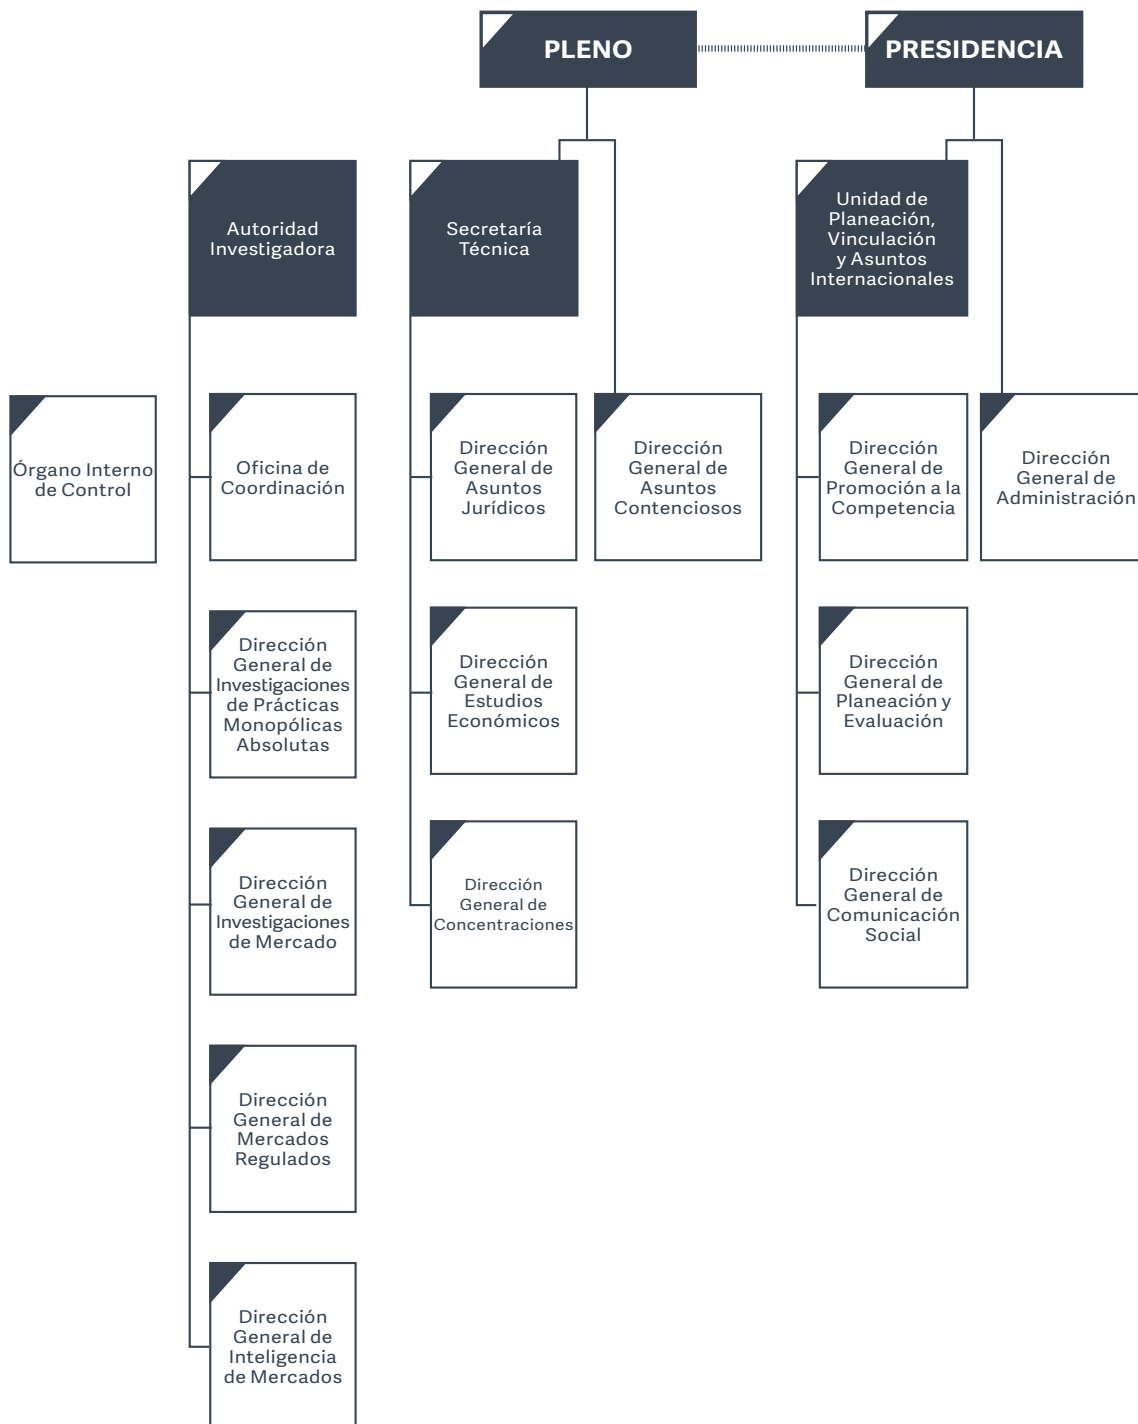 PLENO
PRESIDENCIA
Autoridad
Investigadora
Secretaría
Técnica
Unidad de
Planeación,
Vinculación
y Asuntos
Internacionales
Órgano Interno
de Control
Oficina de
Coordinación
Dirección
General de
Asuntos
Jurídicos
Dirección
General de
Asuntos
Contenciosos
Dirección
General de
Promoción a la
Competencia
Dirección
General de
Administración
Dirección
General de
Investigaciones
de Prácticas
Monopólicas
Absolutas
Dirección
General de
Estudios
Económicos
Dirección
General de
Planeación y
Evaluación
Dirección
General de
Investigaciones
de Mercado
Dirección
General de
Concentraciones
Dirección
General de
Comunicación
Social
Dirección
General de
Mercados
Regulados
Dirección
General de
Inteligencia
de Mercados